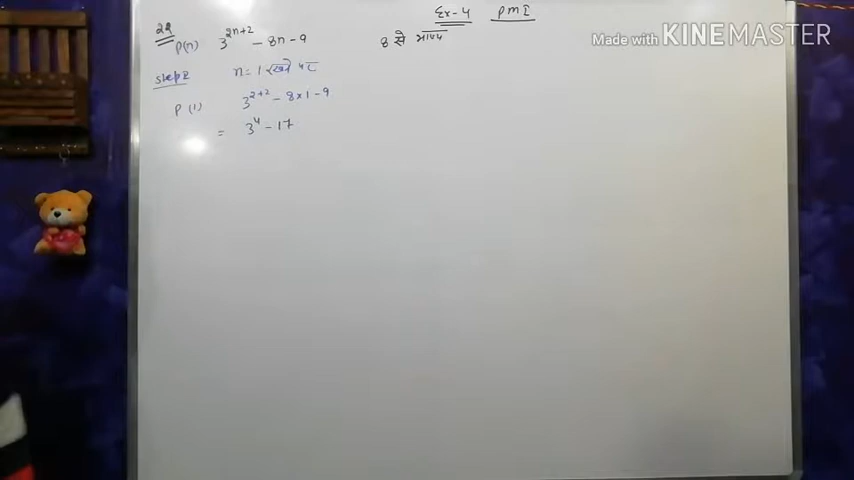 Ex-4 PMI
Made with KINEMASTER
22
P(n) 3^{2n+2} - 8n - 9 8 से भाज्य
Step I n = 1 रखने पर
P(1) 3^{2+2} - 8×1 - 9
= 3^4 - 17